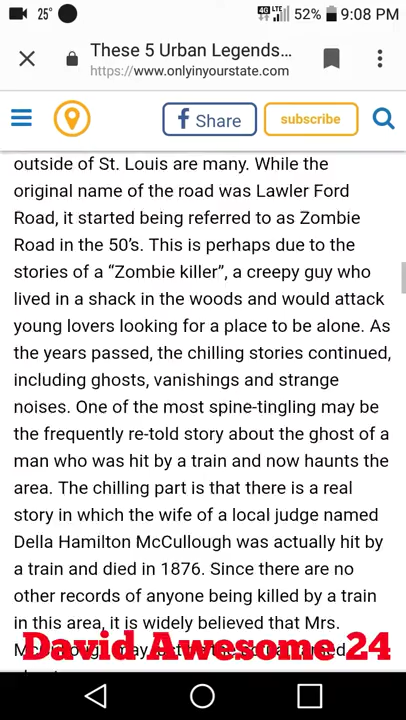 25°
4G LTE 52% 9:08 PM
These 5 Urban Legends...
https://www.onlyinyourstate.com
f Share
subscribe
outside of St. Louis are many. While the
original name of the road was Lawler Ford
Road, it started being referred to as Zombie
Road in the 50’s. This is perhaps due to the
stories of a “Zombie killer”, a creepy guy who
lived in a shack in the woods and would attack
young lovers looking for a place to be alone. As
the years passed, the chilling stories continued,
including ghosts, vanishings and strange
noises. One of the most spine-tingling may be
the frequently re-told story about the ghost of a
man who was hit by a train and now haunts the
area. The chilling part is that there is a real
story in which the wife of a local judge named
Della Hamilton McCullough was actually hit by
a train and died in 1876. Since there are no
other records of anyone being killed by a train
in this area, it is widely believed that Mrs.
David Awesome 24
may